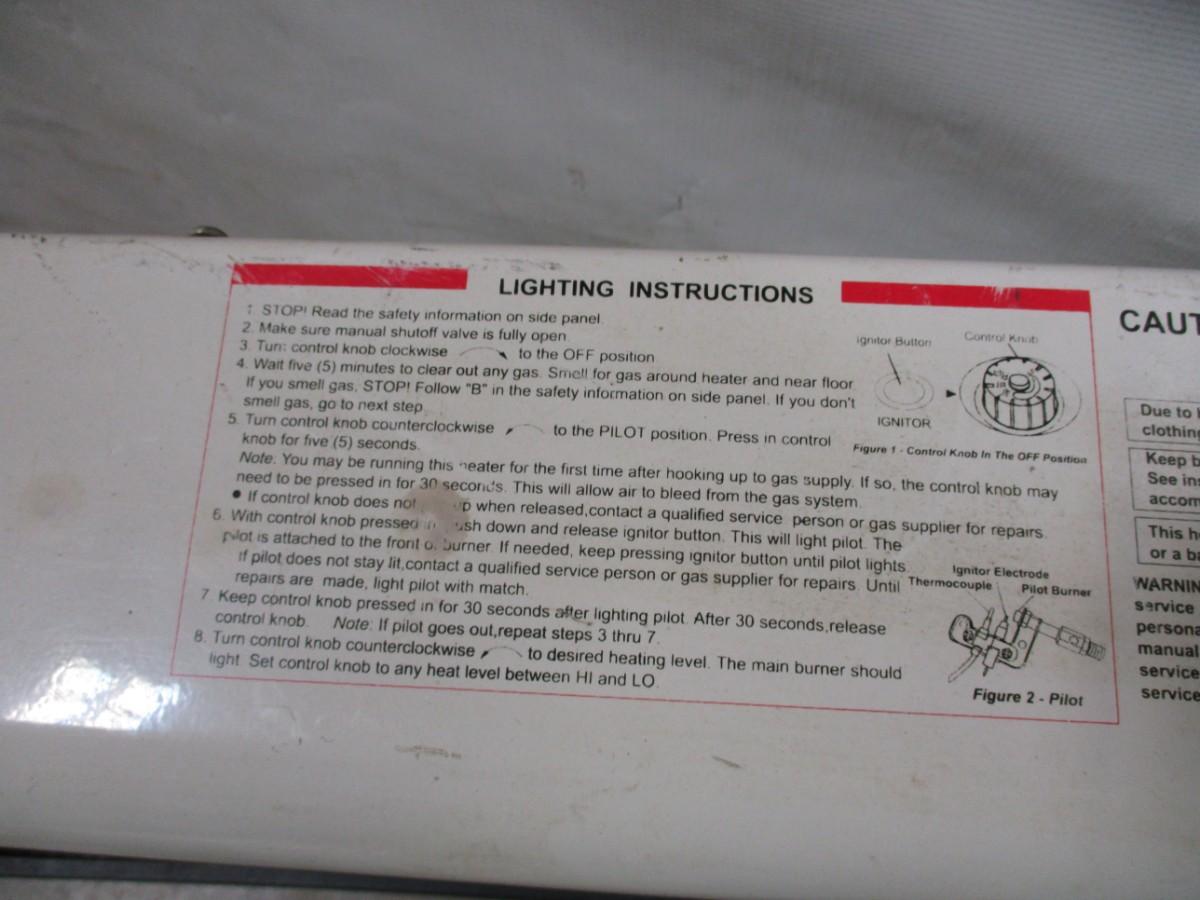 LIGHTING INSTRUCTIONS
1. STOP! Read the safety information on side panel.
2. Make sure manual shutoff valve is fully open.
3. Turn control knob clockwise to the OFF position
4. Wait five (5) minutes to clear out any gas. Smell for gas around heater and near floor.
If you smell gas, STOP! Follow "B" in the safety information on side panel. If you don't
smell gas, go to next step.
5. Turn control knob counterclockwise to the PILOT position. Press in control
knob for five (5) seconds.
Note: You may be running this heater for the first time after hooking up to gas supply. If so, the control knob may
need to be pressed in for 30 seconds. This will allow air to bleed from the gas system.
• If control knob does not when released,contact a qualified service person or gas supplier for repairs.
6. With control knob pressed down and release ignitor button. This will light pilot. The
pilot is attached to the front burner. If needed, keep pressing ignitor button until pilot lights.
If pilot does not stay lit,contact a qualified service person or gas supplier for repairs. Until
repairs are made, light pilot with match.
7. Keep control knob pressed in for 30 seconds after lighting pilot. After 30 seconds,release
control knob. Note: If pilot goes out,repeat steps 3 thru 7.
8. Turn control knob counterclockwise to desired heating level. The main burner should
light. Set control knob to any heat level between HI and LO.
Ignitor Button
Control Knob
IGNITOR
Figure 1 - Control Knob In The OFF Position
Ignitor Electrode
Thermocouple
Pilot Burner
Figure 2 - Pilot
CAUT
Due to
clothing
Keep
See
accom
This
or a
WARNIN
service
persona
manual
service
service